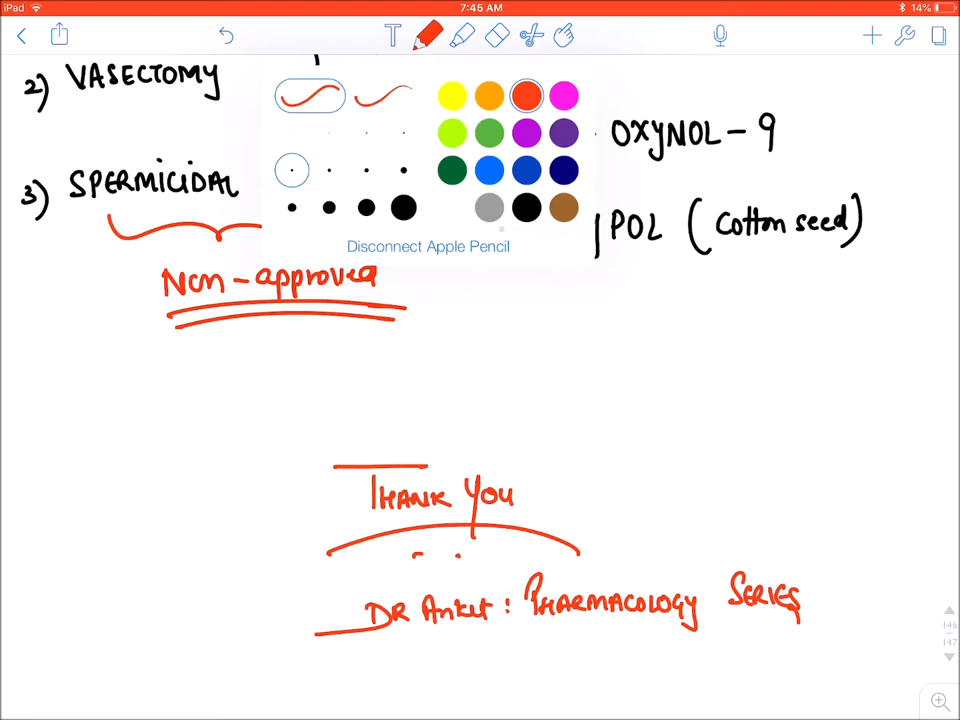 iPad 7:45 AM 14%
T
2) VASECTOMY
OXYNOL - 9
3) SPERMICIDAL
POL (Cotton seed)
Disconnect Apple Pencil
Non-approved
THANK YOU
DR Ankit : PHARMACOLOGY SERIES
146
147